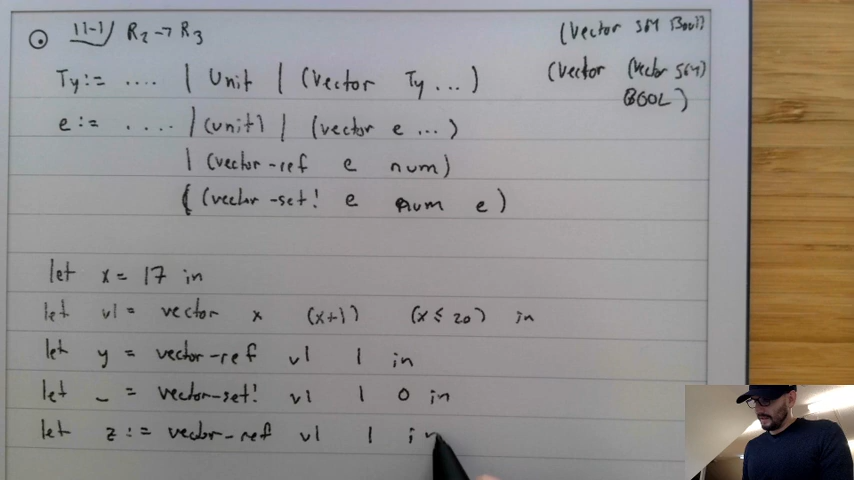 11-1/ R2 → R3
(Vector S64 Bool)
Ty := .... | Unit | (Vector Ty ...)
(Vector (Vector S64) BOOL)
e := .... | (unit) | (vector e ...)
| (vector-ref e num)
| (vector-set! e num e)
let x = 17 in
let v1 = vector x (x+1) (x ≤ 20) in
let y = vector-ref v1 1 in
let _ = vector-set! v1 1 0 in
let z := vector-ref v1 1 in